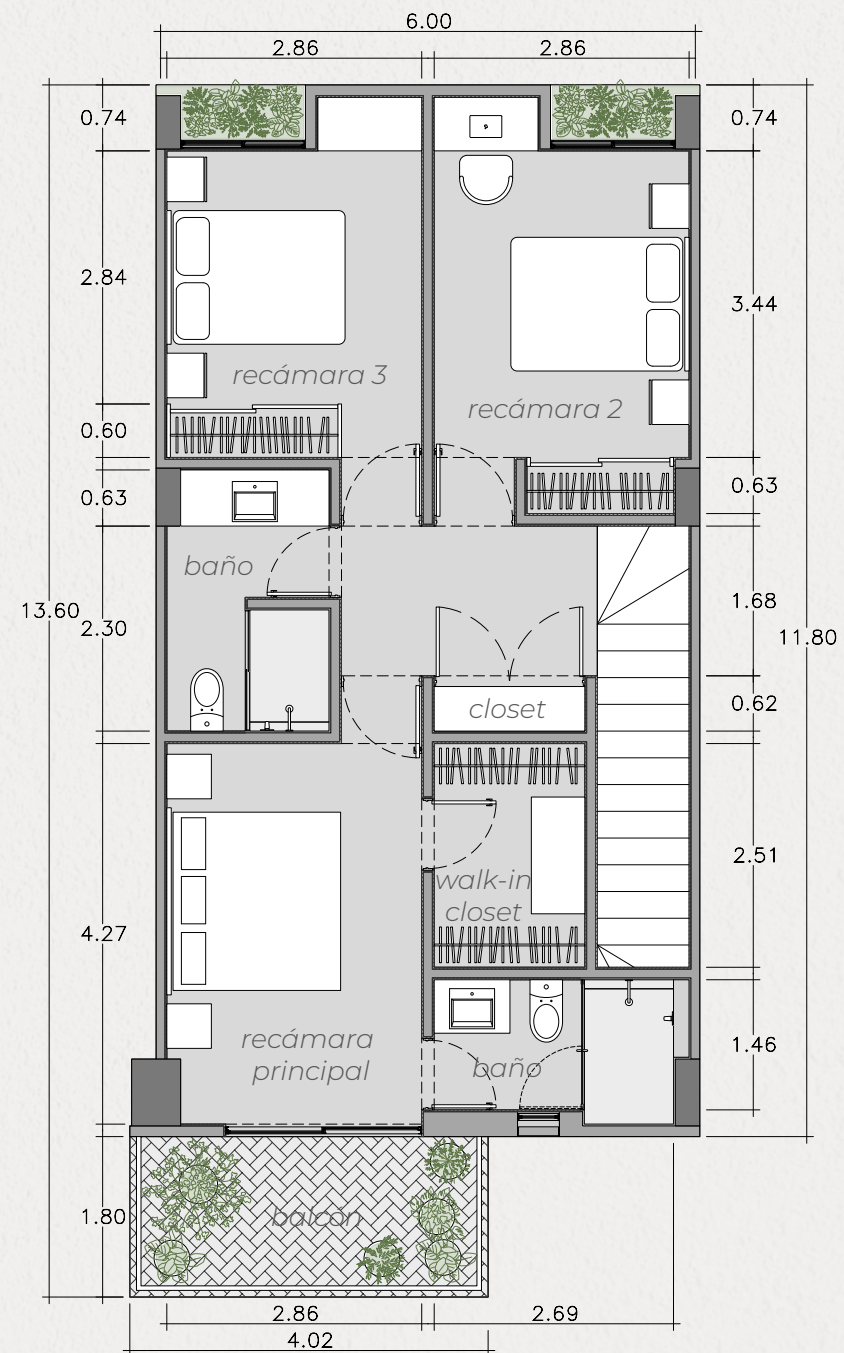 6.00
2.86
2.86
0.74
0.74
2.84
3.44
recámara 3
recámara 2
0.60
0.63
0.63
baño
13.60
2.30
1.68
11.80
closet
0.62
walk-in
closet
2.51
4.27
recámara
principal
baño
1.46
balcón
1.80
2.86
2.69
4.02